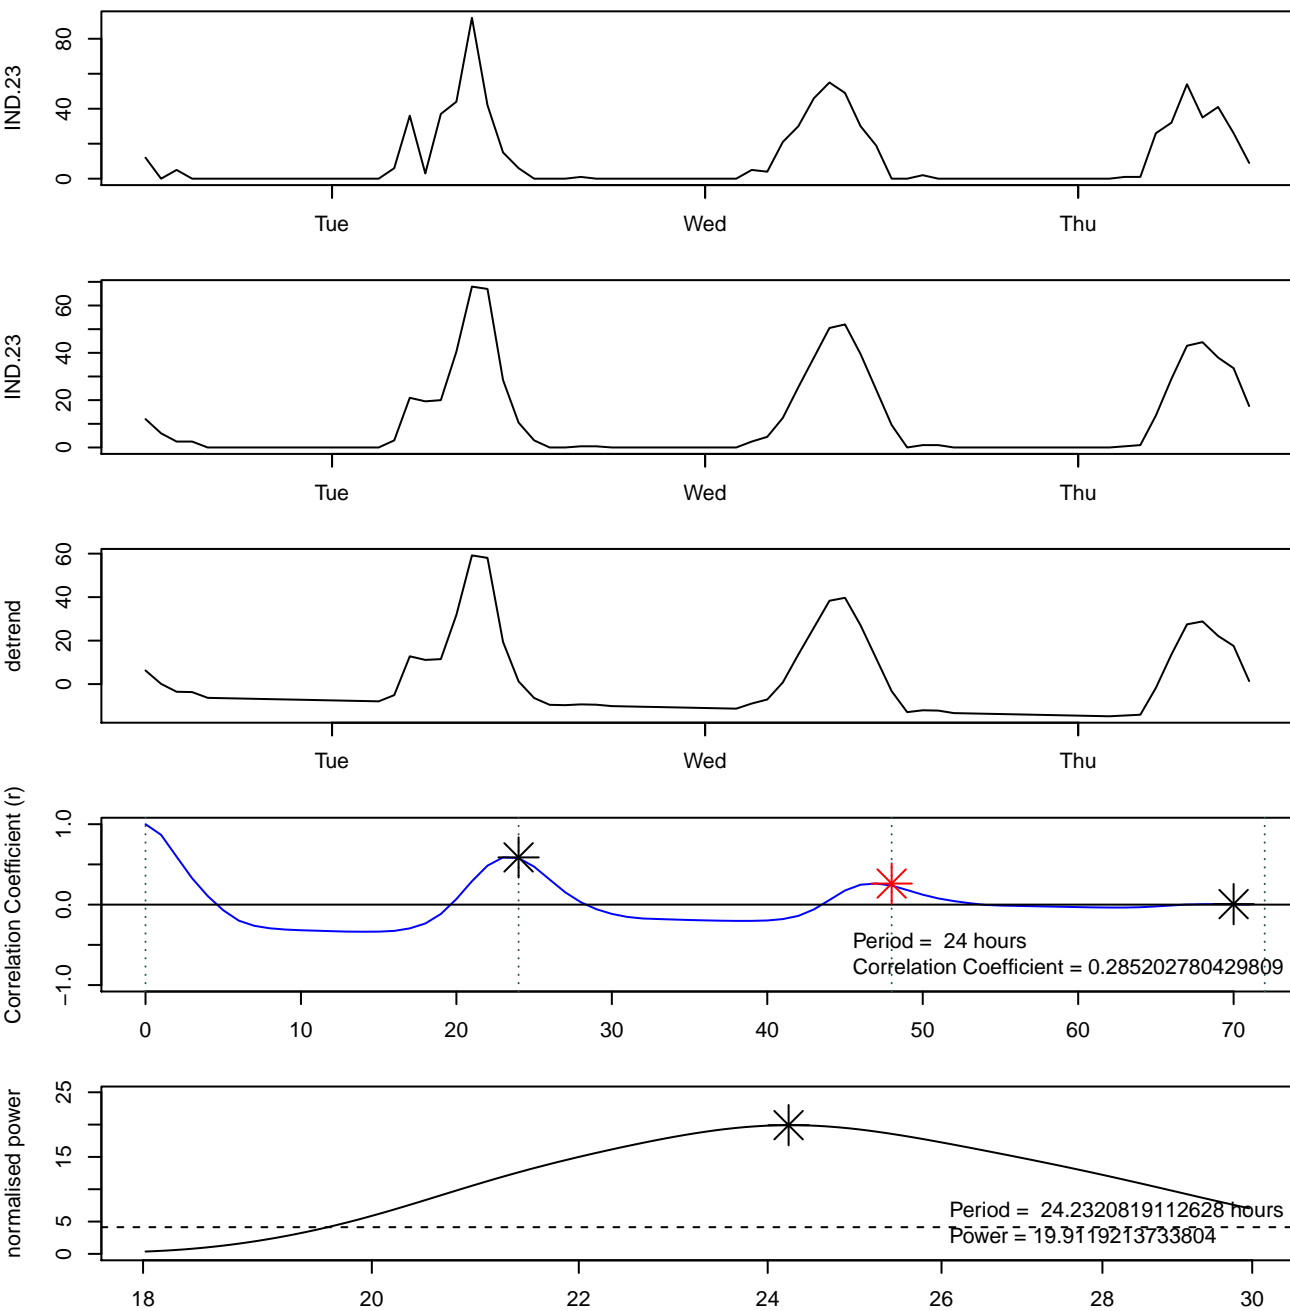 IND.23
0 40 80
Tue Wed Thu
IND.23
0 20 40 60
Tue Wed Thu
detrend
0 20 40 60
Tue Wed Thu
Correlation Coefficient (r)
−1.0 0.0 1.0
Period = 24 hours
Correlation Coefficient = 0.285202780429809
0 10 20 30 40 50 60 70
normalised power
0 5 15 25
Period = 24.2320819112628 hours
Power = 19.9119213733804
18 20 22 24 26 28 30